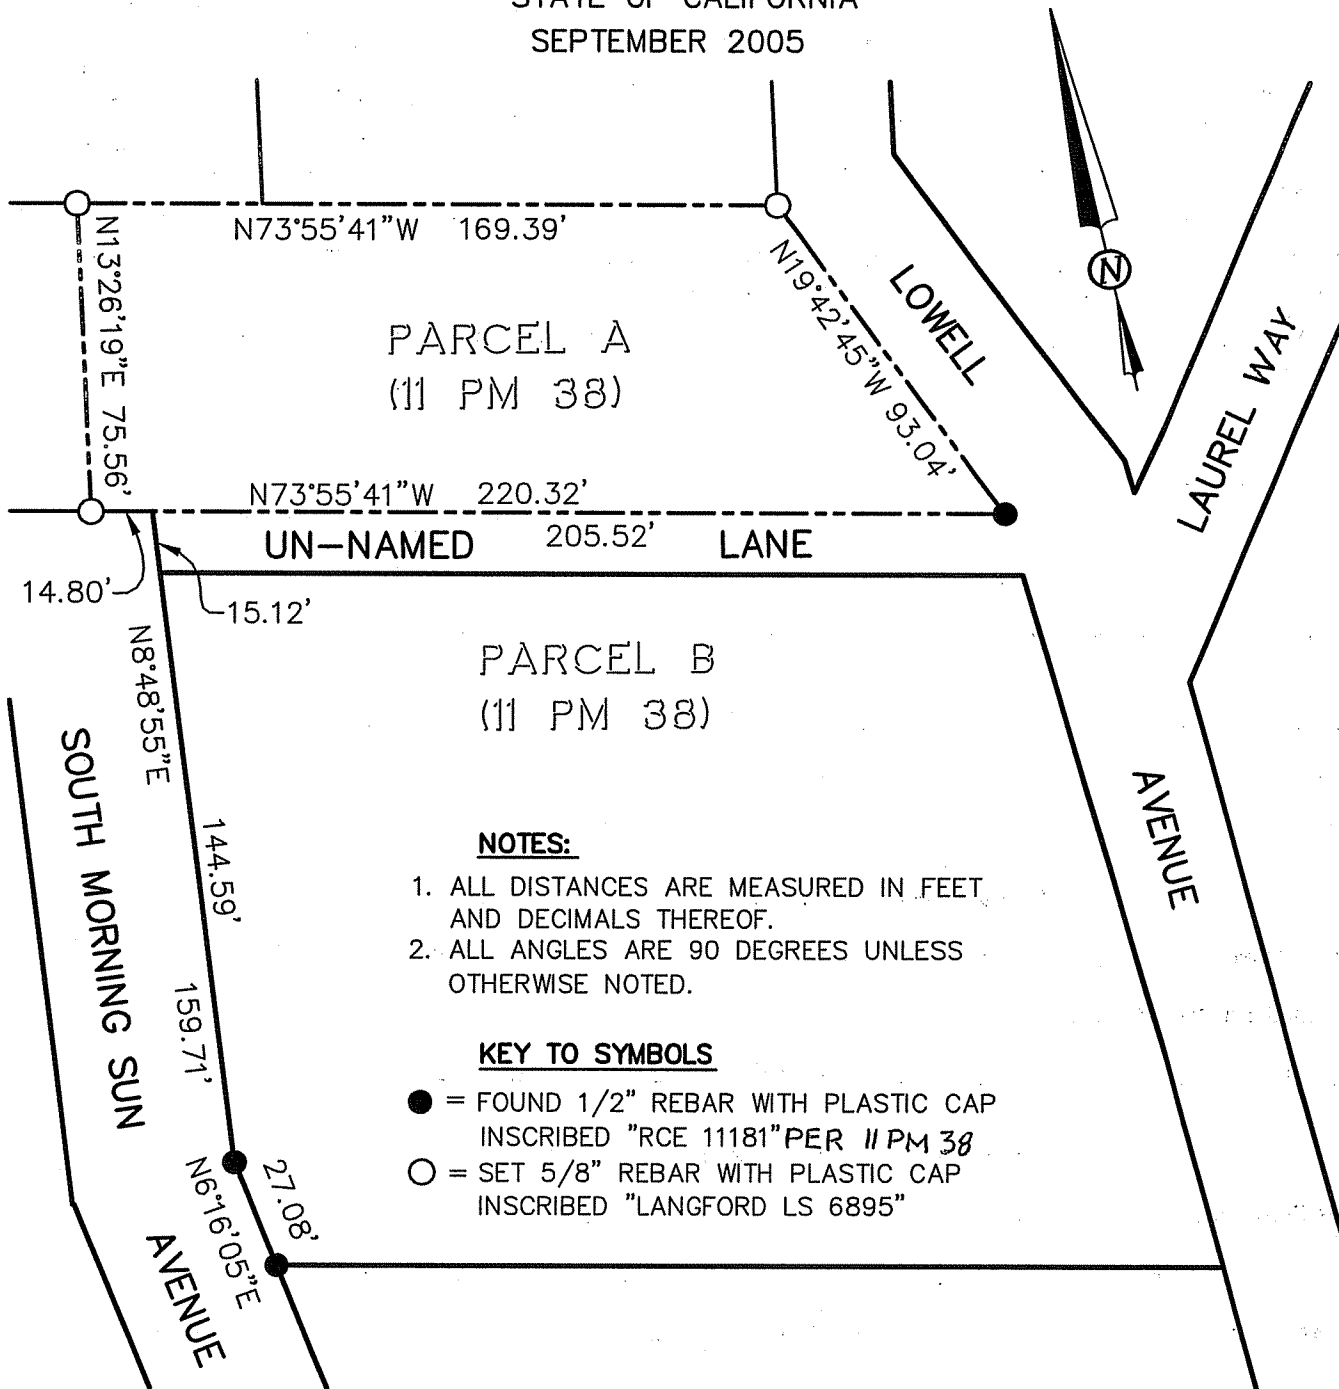 STATE OF CALIFORNIA
SEPTEMBER 2005
N73°55'41"W 169.39'
N13°26'19"E 75.56'
N19°42'45"W 93.04'
LOWELL
N
LAUREL WAY
PARCEL A
(11 PM 38)
N73°55'41"W 220.32'
UN-NAMED 205.52' LANE
14.80'
15.12'
N8°48'55"E
PARCEL B
(11 PM 38)
SOUTH MORNING SUN
144.59'
AVENUE
159.71'
NOTES:
1. ALL DISTANCES ARE MEASURED IN FEET
AND DECIMALS THEREOF.
2. ALL ANGLES ARE 90 DEGREES UNLESS
OTHERWISE NOTED.
KEY TO SYMBOLS
= FOUND 1/2" REBAR WITH PLASTIC CAP
INSCRIBED "RCE 11181" PER 11 PM 38
= SET 5/8" REBAR WITH PLASTIC CAP
INSCRIBED "LANGFORD LS 6895"
27.08'
N6°16'05"E
AVENUE